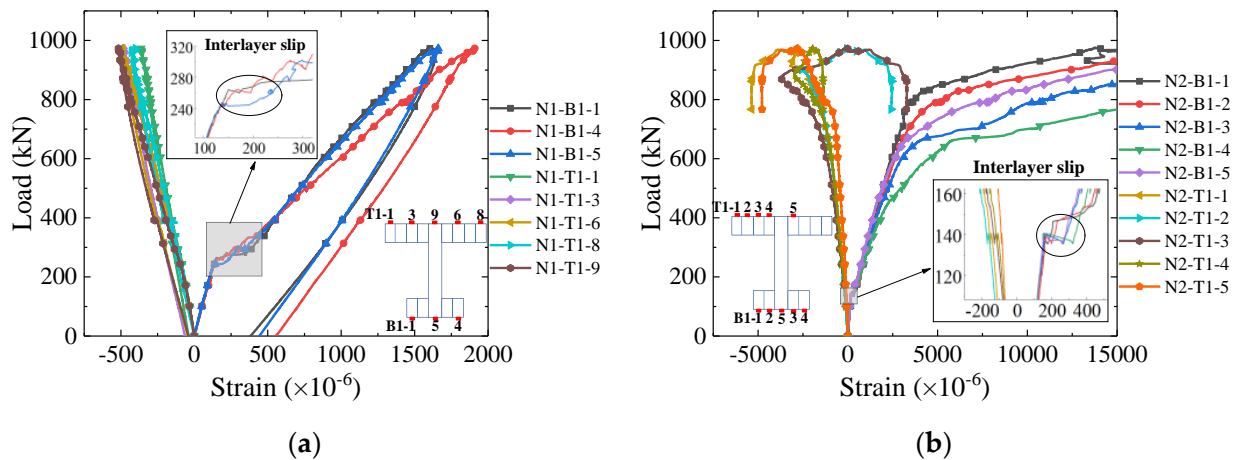 1000
800
600
400
200
0
Load (kN)
-500 0 500 1000 1500 2000
Strain (×10-6)
320
280
240
100 200 300
Interlayer slip
T1-1 3 9 6 8
B1-1 5 4
N1-B1-1
N1-B1-4
N1-B1-5
N1-T1-1
N1-T1-3
N1-T1-6
N1-T1-8
N1-T1-9
(a)
1000
800
600
400
200
0
Load (kN)
-5000 0 5000 10000 15000
Strain (×10-6)
T1-1 2 3 4 5
B1-1 2 5 3 4
Interlayer slip
160
140
120
-200 0 200 400
N2-B1-1
N2-B1-2
N2-B1-3
N2-B1-4
N2-B1-5
N2-T1-1
N2-T1-2
N2-T1-3
N2-T1-4
N2-T1-5
(b)